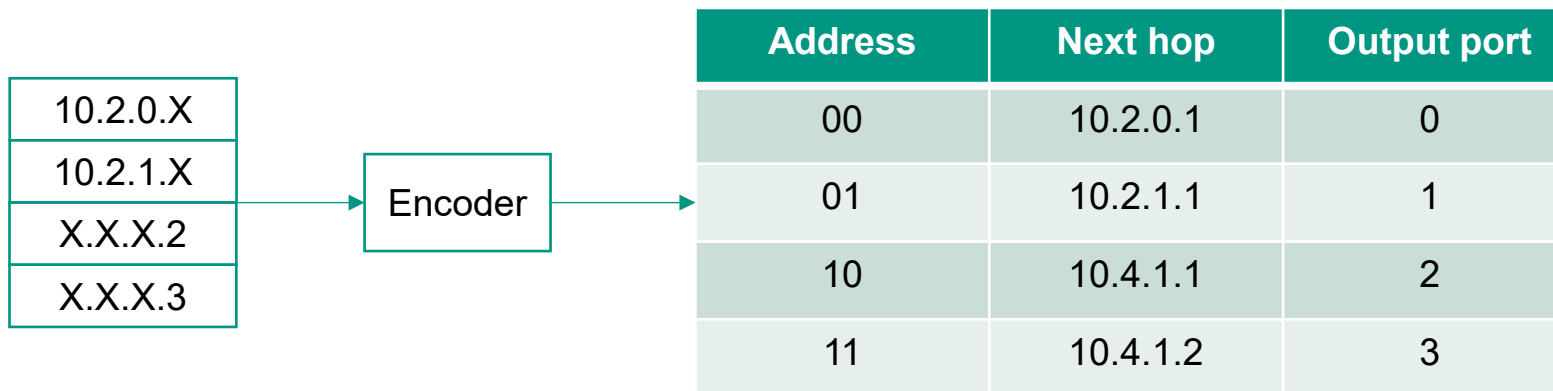 10.2.0.X
10.2.1.X
X.X.X.2
X.X.X.3
Encoder
Address Next hop Output port
00 10.2.0.1 0
01 10.2.1.1 1
10 10.4.1.1 2
11 10.4.1.2 3